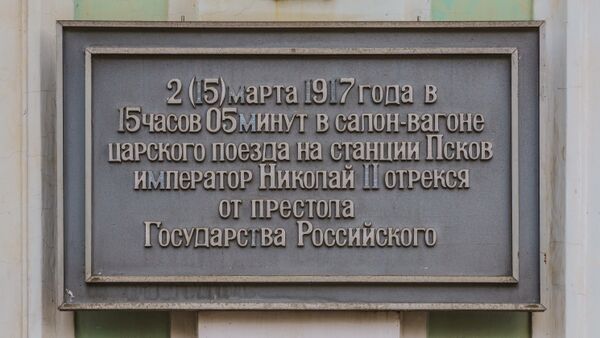 2 (15) марта 1917 года в
15 часов 05 минут в салон-вагоне
царского поезда на станции Псков
император Николай II отрекся
от престола
Государства Российского